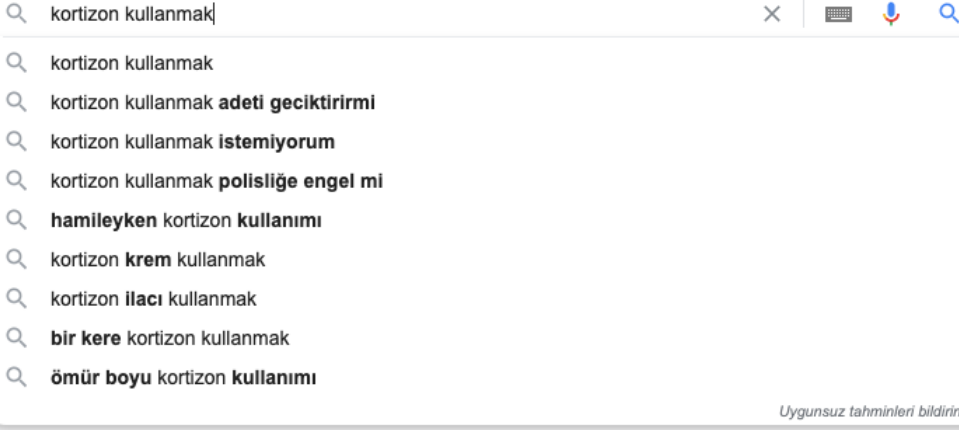 kortizon kullanmak
kortizon kullanmak
kortizon kullanmak adeti geciktirirmi
kortizon kullanmak istemiyorum
kortizon kullanmak polisliğe engel mi
hamileyken kortizon kullanımı
kortizon krem kullanmak
kortizon ilacı kullanmak
bir kere kortizon kullanmak
ömür boyu kortizon kullanımı
Uygunsuz tahminleri bildirin